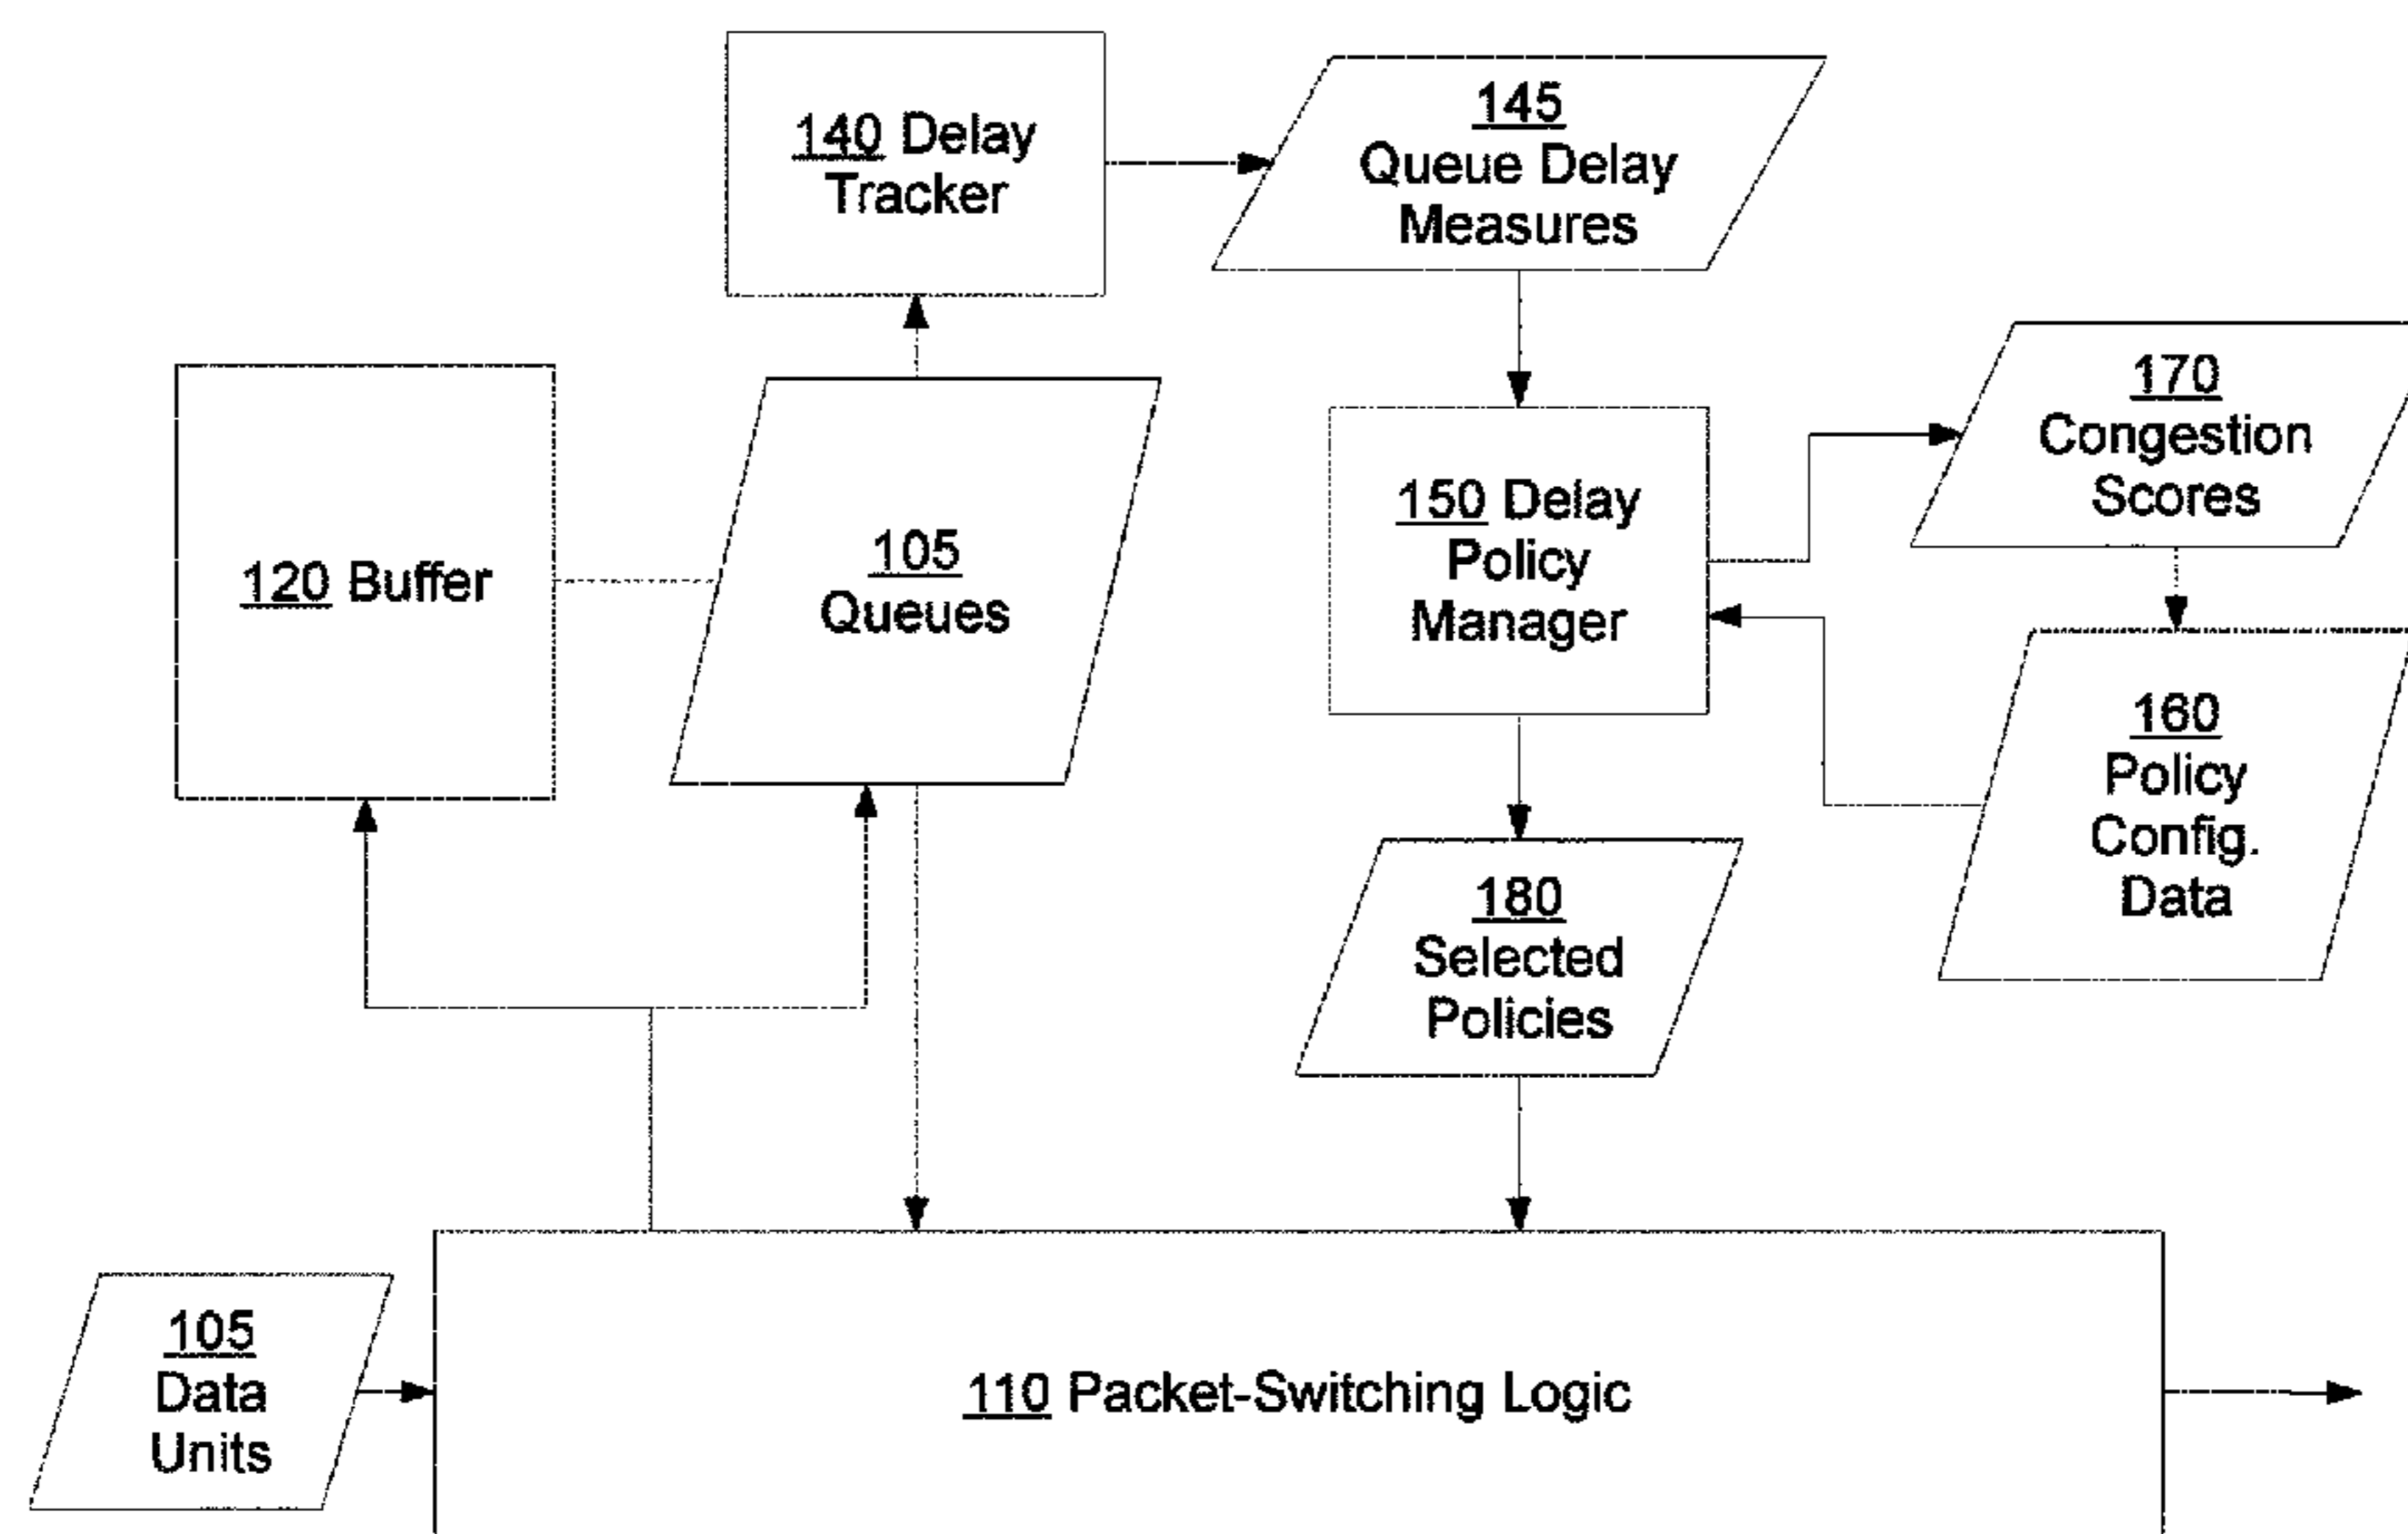 140 Delay
Tracker
145
Queue Delay
Measures
170
Congestion
Scores
120 Buffer
105
Queues
150 Delay
Policy
Manager
160
Policy
Config.
Data
180
Selected
Policies
105
Data
Units
110 Packet-Switching Logic